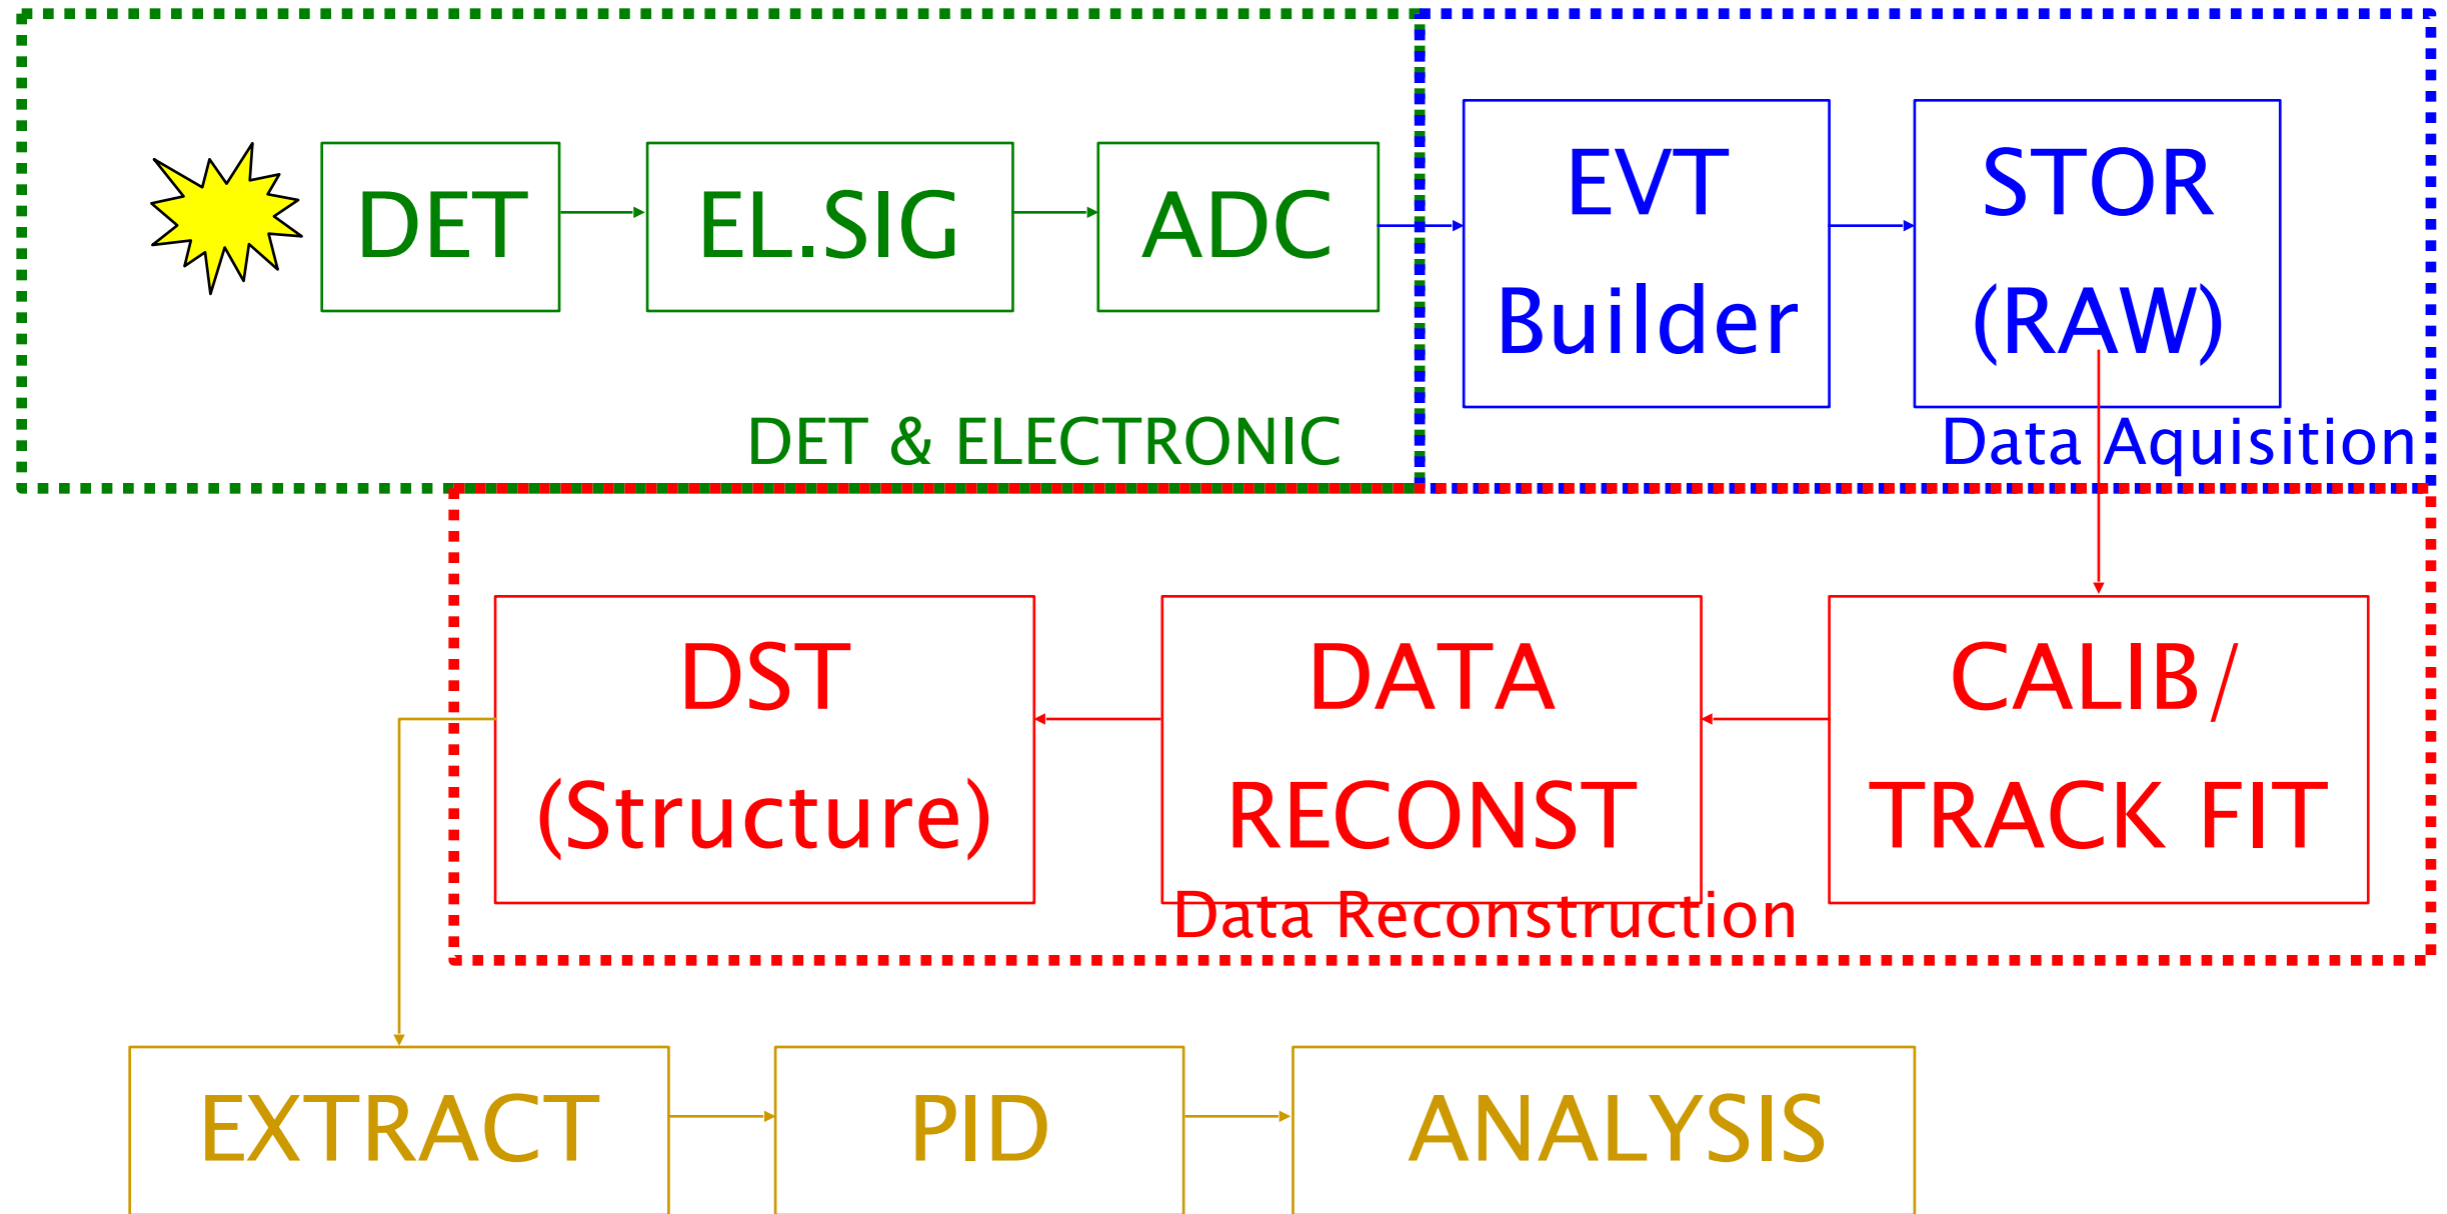 DET
EL.SIG
ADC
EVT
Builder
STOR
(RAW)
DET & ELECTRONIC
Data Aquisition
CALIB/
TRACK FIT
DATA
RECONST
DST
(Structure)
Data Reconstruction
EXTRACT
PID
ANALYSIS